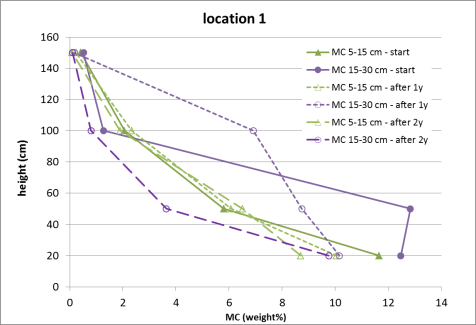 location 1
160
140
120
100
80
60
40
20
0
height (cm)
0 2 4 6 8 10 12 14
MC (weight%)
MC 5-15 cm - start
MC 15-30 cm - start
MC 5-15 cm - after 1y
MC 15-30 cm - after 1y
MC 5-15 cm - after 2y
MC 15-30 cm - after 2y